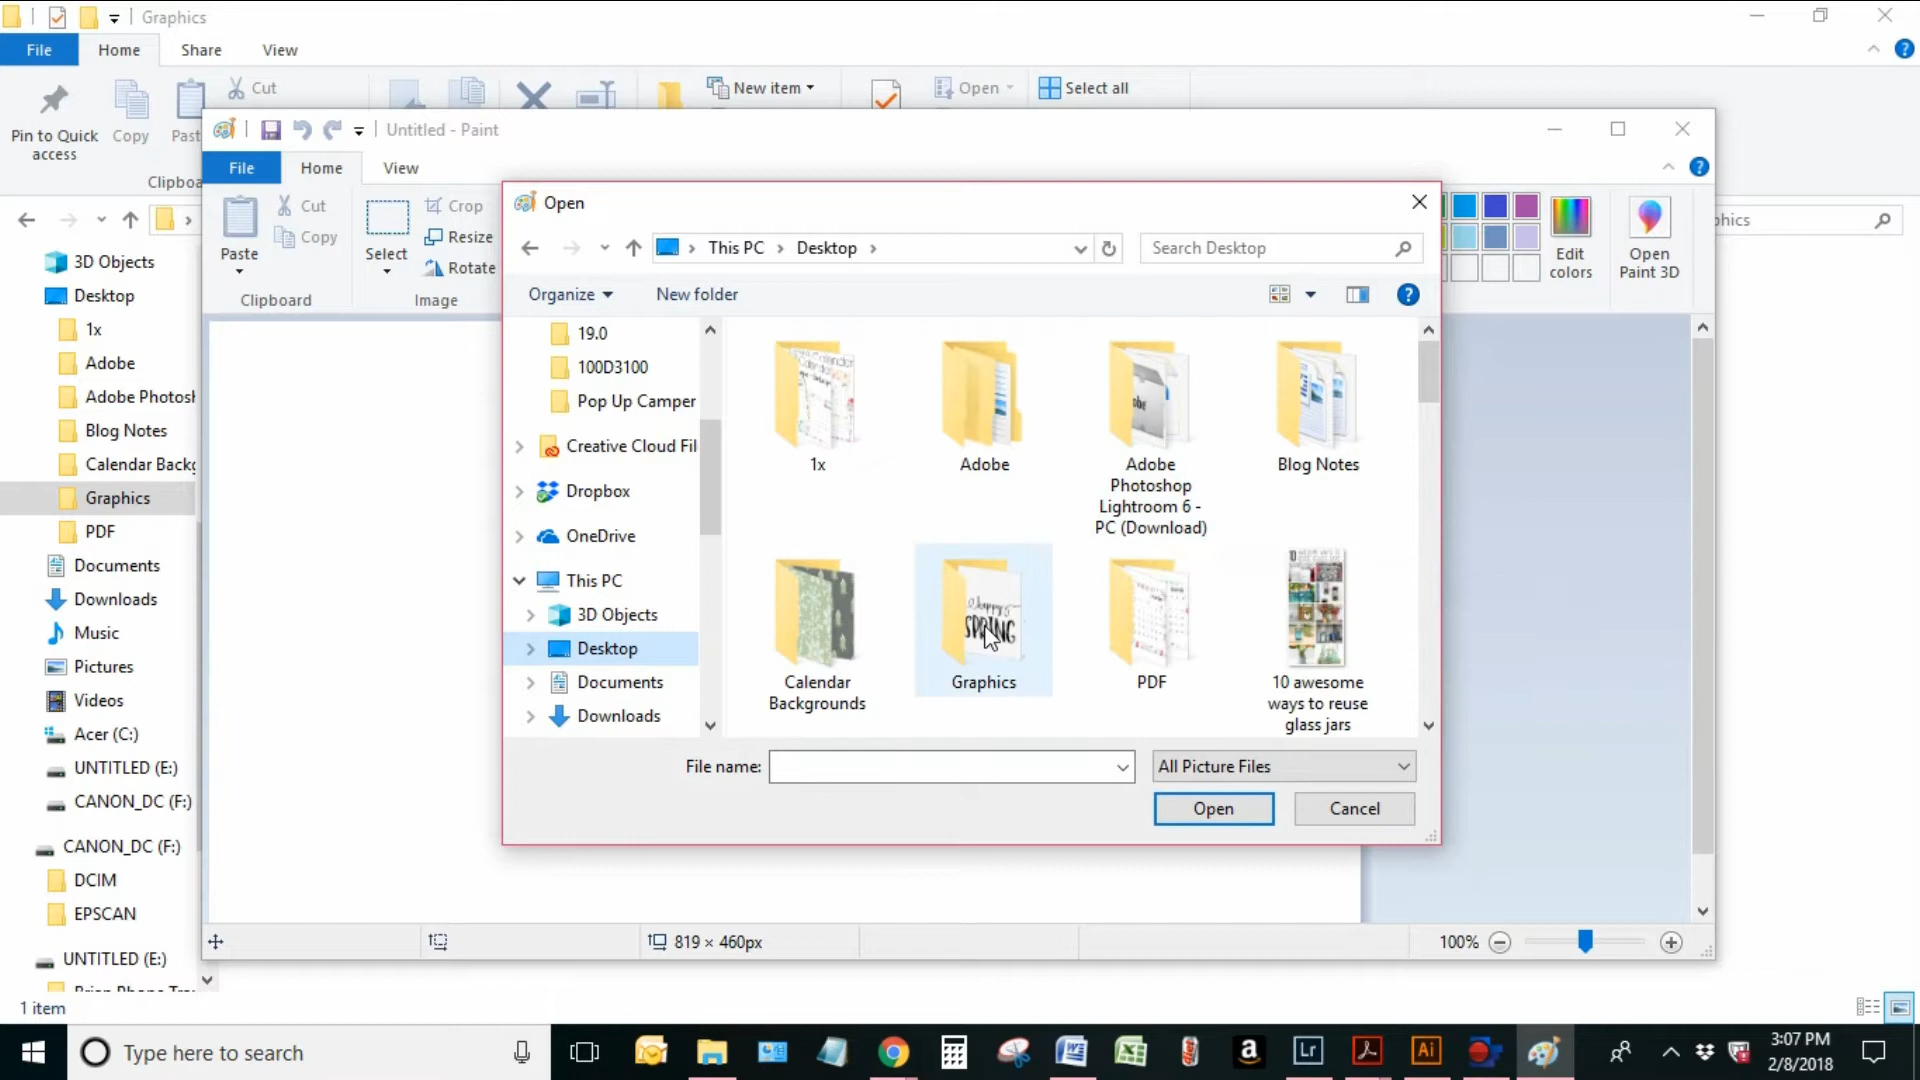 Graphics
File Home Share View
Cut New item Open Select all
Pin to Quick access Copy
Clipboa
Untitled - Paint
File Home View
Paste Cut Copy Select Crop Resize Rotate
Clipboard Image
Edit colors
Open Paint 3D
Open
This PC Desktop Search Desktop
Organize New folder
19.0
100D3100
Pop Up Camper
Creative Cloud Fil
Dropbox
OneDrive
This PC
3D Objects
Desktop
Documents
Downloads
1x
Adobe
Adobe
Photoshop
Lightroom 6 -
PC (Download)
Blog Notes
Calendar
Backgrounds
happy
SPRING
Graphics
PDF
10 awesome
ways to reuse
glass jars
File name: All Picture Files
Open Cancel
3D Objects
Desktop
1x
Adobe
Adobe Photosh
Blog Notes
Calendar Backg
Graphics
PDF
Documents
Downloads
Music
Pictures
Videos
Acer (C:)
UNTITLED (E:)
CANON_DC (F:)
CANON_DC (F:)
DCIM
EPSCAN
UNTITLED (E:)
819 × 460px 100%
1 item
Type here to search
Lr
Ai
3:07 PM
2/8/2018